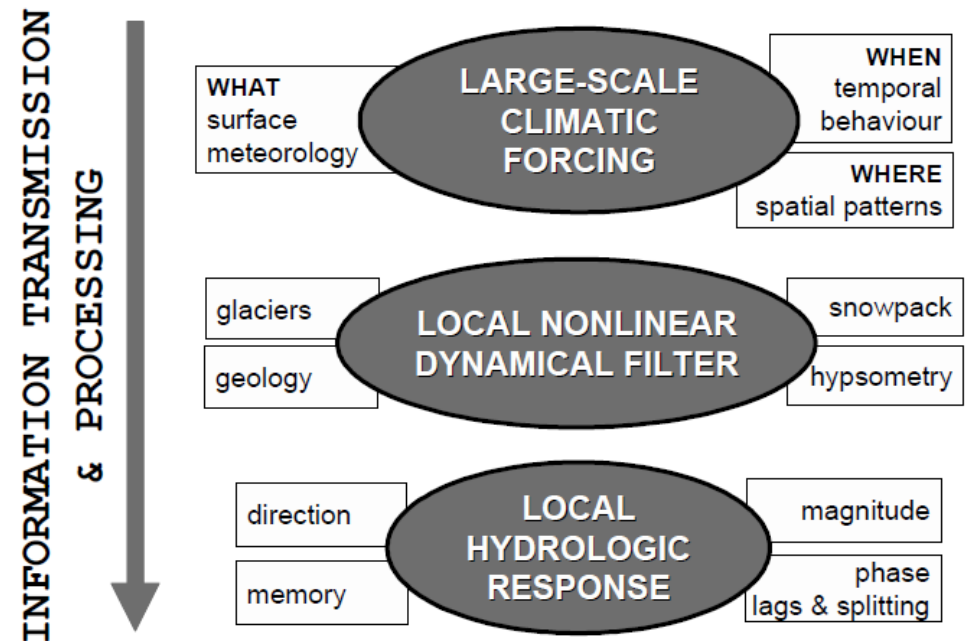 INFORMATION TRANSMISSION
& PROCESSING
WHAT
surface
meteorology
LARGE-SCALE
CLIMATIC
FORCING
WHEN
temporal
behaviour
WHERE
spatial patterns
glaciers
geology
LOCAL NONLINEAR
DYNAMICAL FILTER
snowpack
hypsometry
direction
memory
LOCAL
HYDROLOGIC
RESPONSE
magnitude
phase
lags & splitting